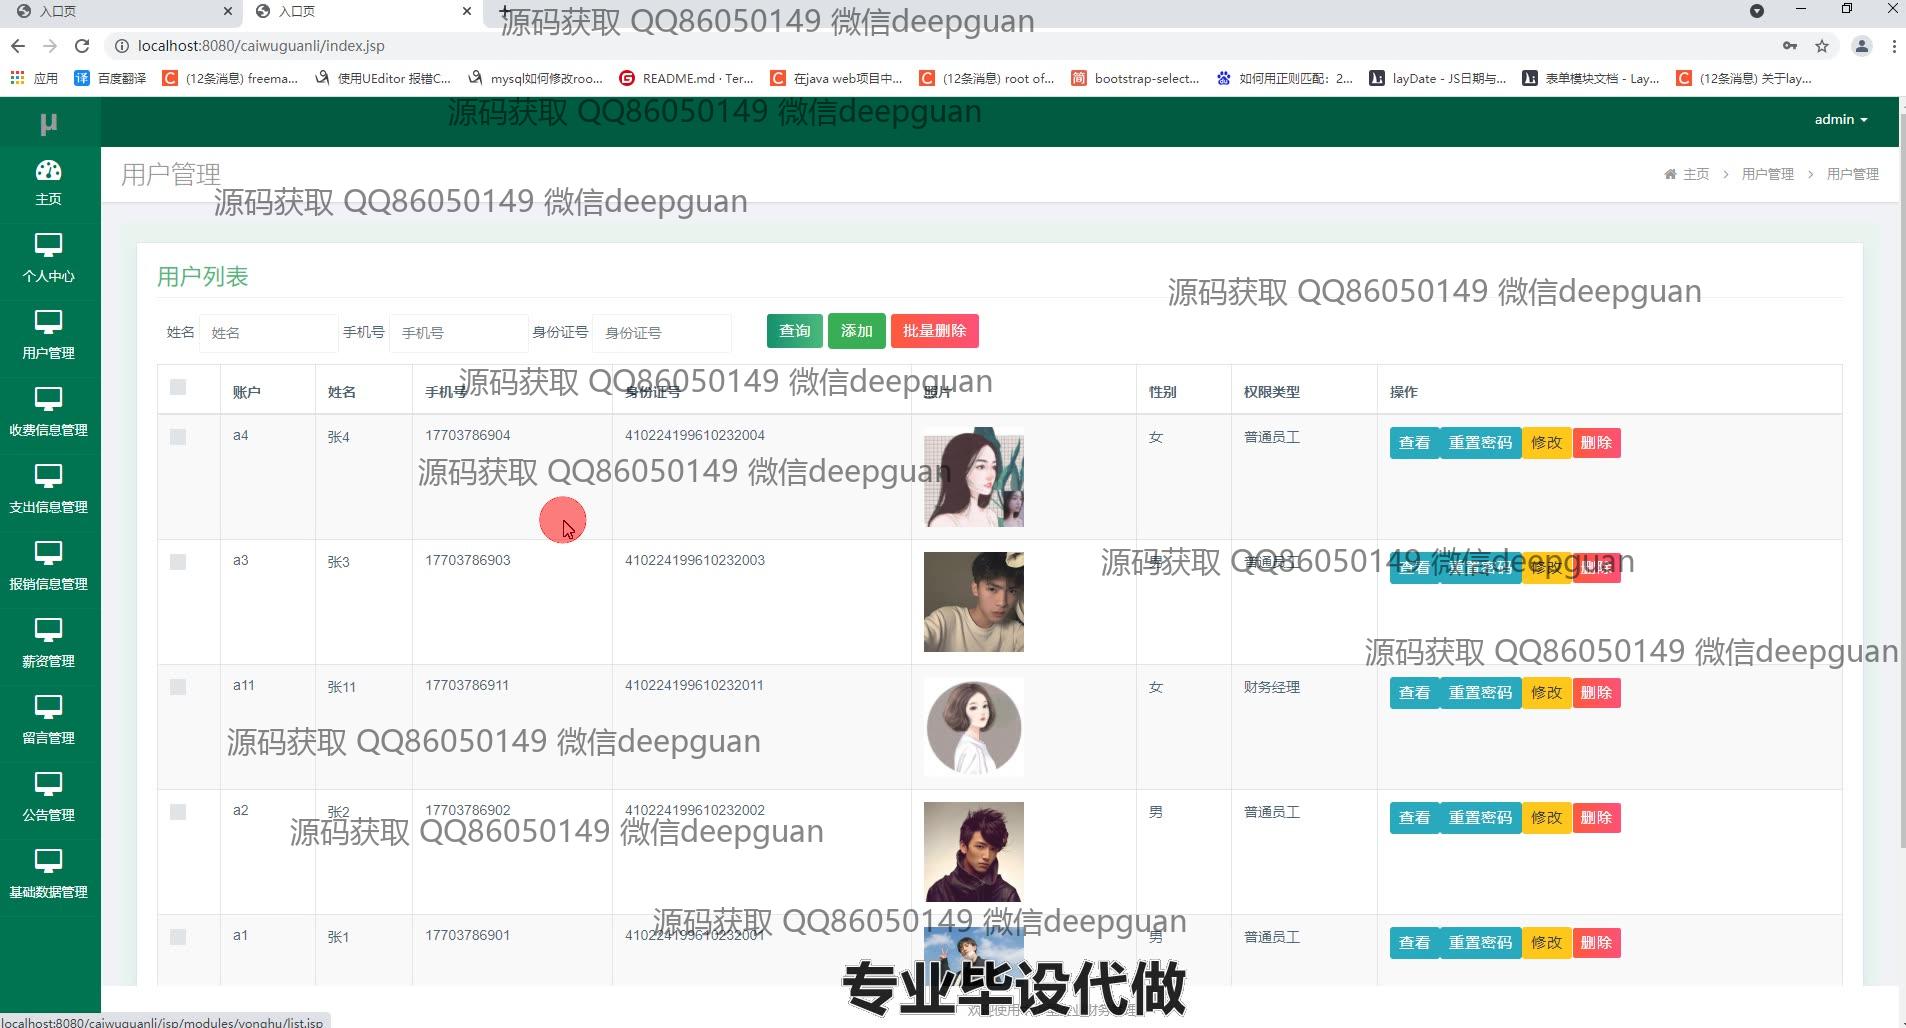 入口页
入口页
源码获取 QQ86050149 微信deepguan
localhost:8080/caiwuguanli/index.jsp
应用 百度翻译 (12条消息) freema... 使用UEditor 报错C... mysql如何修改roo... README.md · Ter... 在java web项目中... (12条消息) root of... bootstrap-select... 如何用正则匹配：2... layDate - JS日期与... 表单模块文档 - Lay... (12条消息) 关于lay...
μ
源码获取 QQ86050149 微信deepguan
admin
用户管理
主页 > 用户管理 > 用户管理
源码获取 QQ86050149 微信deepguan
主页
个人中心
用户管理
收费信息管理
支出信息管理
报销信息管理
薪资管理
留言管理
公告管理
基础数据管理
用户列表
源码获取 QQ86050149 微信deepguan
姓名 姓名 手机号 手机号 身份证号 身份证号 查询 添加 批量删除
源码获取 QQ86050149 微信deepguan
账户 姓名 手机号 身份证号 照片 性别 权限类型 操作
a4 张4 17703786904 410224199610232004 女 普通员工 查看 重置密码 修改 删除
源码获取 QQ86050149 微信deepguan
a3 张3 17703786903 410224199610232003 男 普通员工 查看 重置密码 修改 删除
源码获取 QQ86050149 微信deepguan
源码获取 QQ86050149 微信deepguan
a11 张11 17703786911 410224199610232011 女 财务经理 查看 重置密码 修改 删除
源码获取 QQ86050149 微信deepguan
a2 张2 17703786902 410224199610232002 男 普通员工 查看 重置密码 修改 删除
源码获取 QQ86050149 微信deepguan
源码获取 QQ86050149 微信deepguan
a1 张1 17703786901 410224199610232001 男 普通员工 查看 重置密码 修改 删除
专业毕设代做
localhost:8080/caiwuguanli/jsp/modules/yonghu/list.jsp